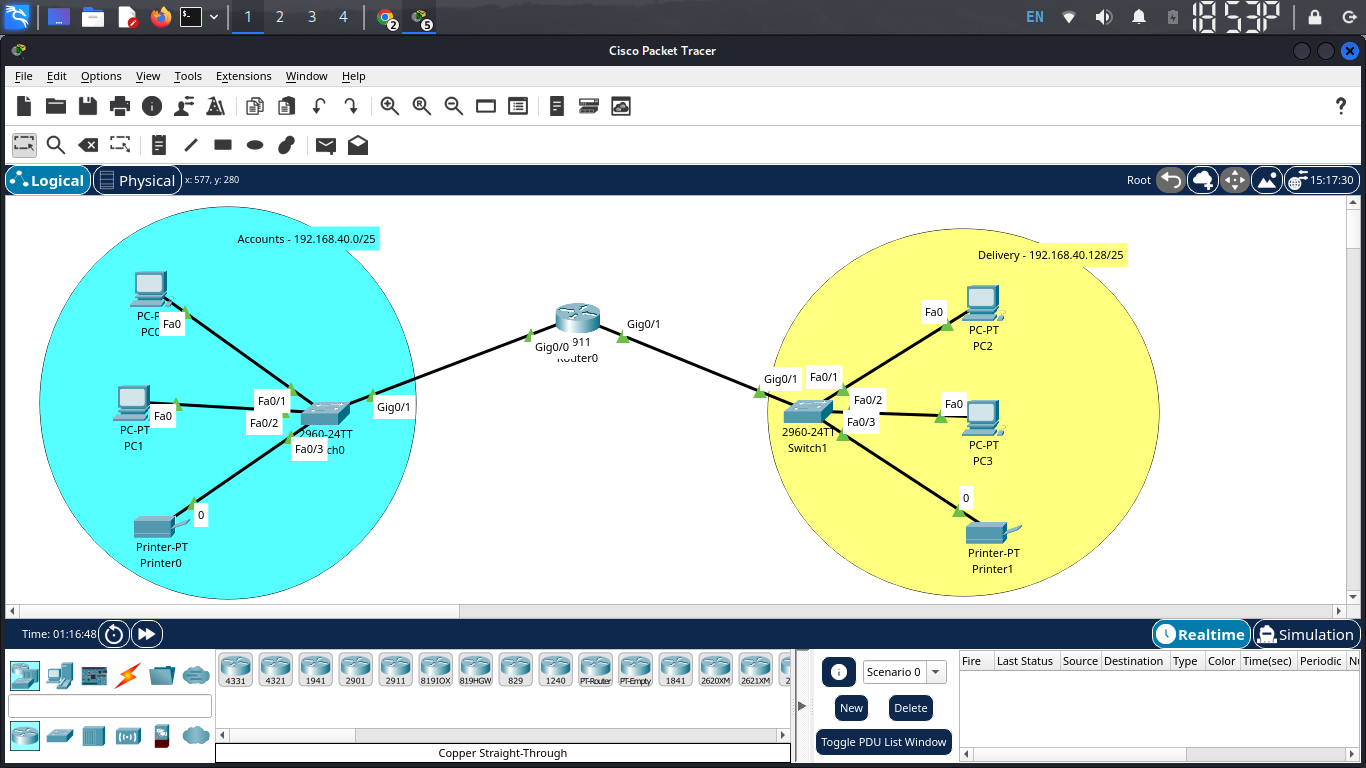 1 2 3 4 2 5 EN 18 53P
Cisco Packet Tracer
File Edit Options View Tools Extensions Window Help
Logical Physical x: 577, y: 280 Root 15:17:30
Accounts - 192.168.40.0/25
Delivery - 192.168.40.128/25
PC-P
PC0
Fa0
PC-PT
PC1
Fa0
Fa0/1
Fa0/2
Fa0/3
Gig0/1
2960-24TT
ch0
0
Printer-PT
Printer0
Gig0/0
911
Router0
Gig0/1
Gig0/1
Fa0/1
Fa0/2
Fa0/3
2960-24TT
Switch1
Fa0
PC-PT
PC2
Fa0
PC-PT
PC3
0
Printer-PT
Printer1
Time: 01:16:48 Realtime Simulation
4331 4321 1941 2901 2911 819IOX 819HGW 829 1240 PT-Router PT-Empty 1841 2620XM 2621XM 2
Copper Straight-Through
Scenario 0
New Delete
Toggle PDU List Window
Fire Last Status Source Destination Type Color Time(sec) Periodic Nu